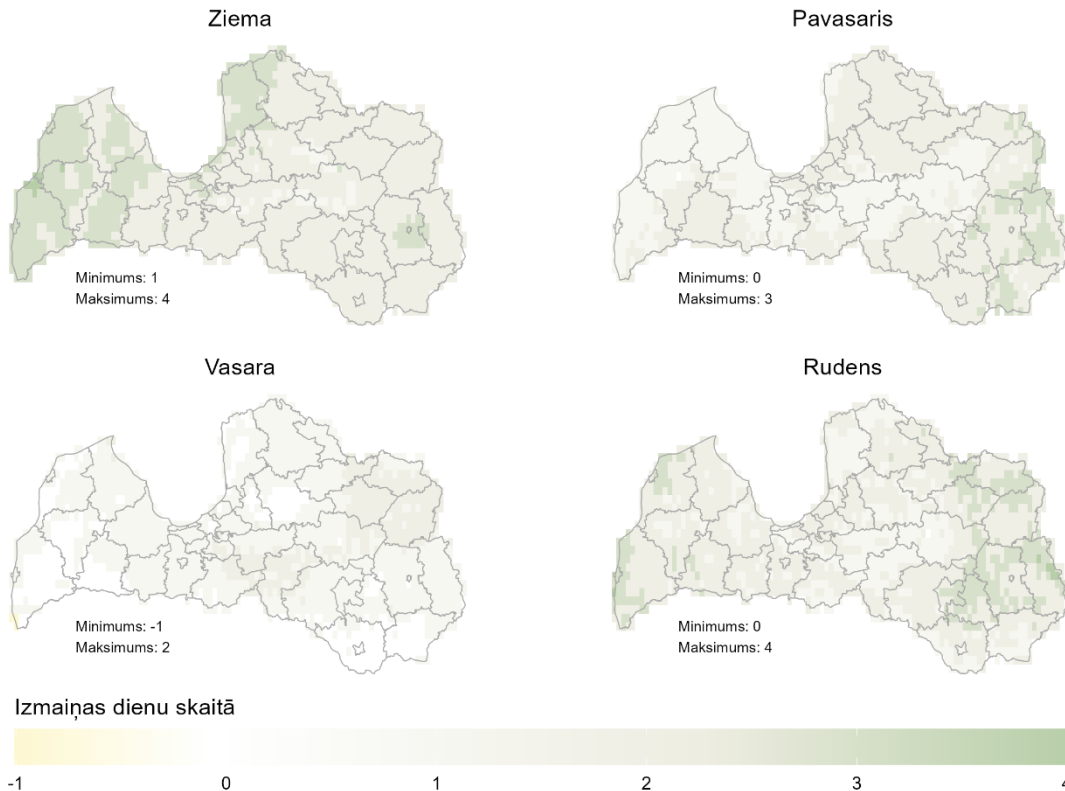 Ziema
Pavasaris
Minimums: 1
Maksimums: 4
Minimums: 0
Maksimums: 3
Vasara
Rudens
Minimums: -1
Maksimums: 2
Minimums: 0
Maksimums: 4
Izmaiņas dienu skaitā
-1 0 1 2 3 4